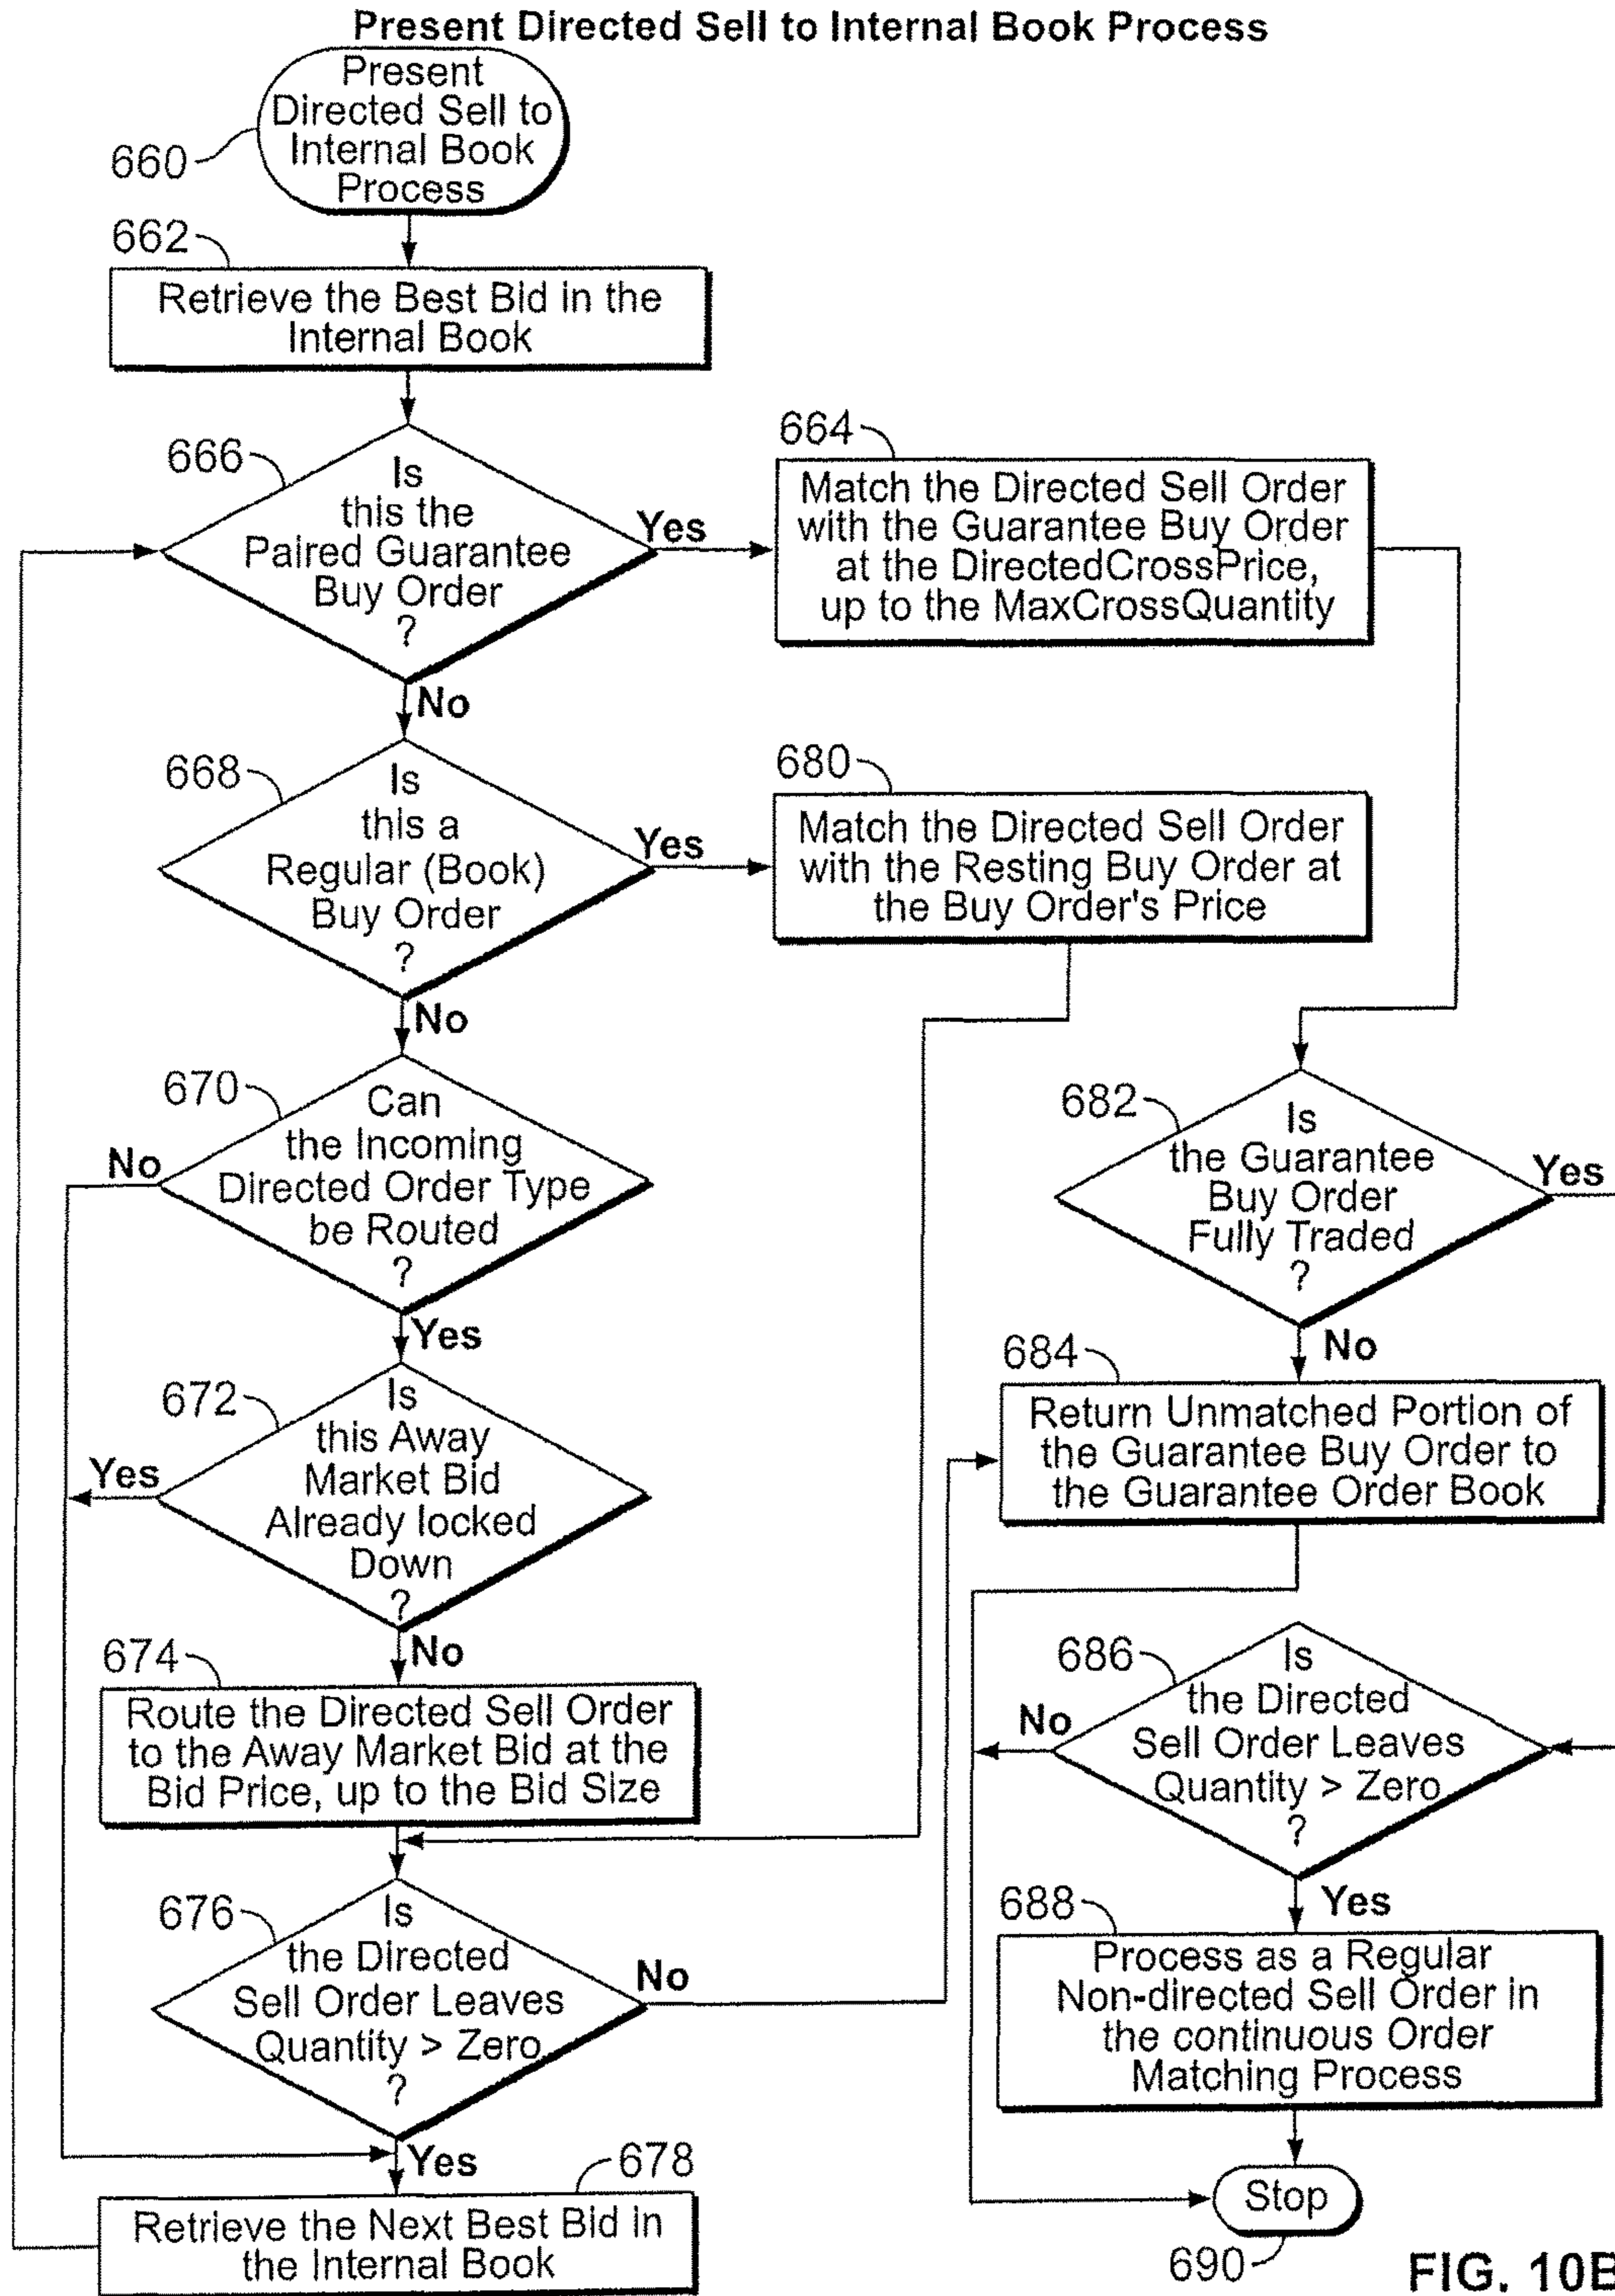 Present Directed Sell to Internal Book Process
Present
Directed Sell to
Internal Book
Process
660
662
Retrieve the Best Bid in the
Internal Book
666
Is
this the
Paired Guarantee
Buy Order
?
Yes
No
664
Match the Directed Sell Order
with the Guarantee Buy Order
at the DirectedCrossPrice,
up to the MaxCrossQuantity
668
Is
this a
Regular (Book)
Buy Order
?
Yes
No
680
Match the Directed Sell Order
with the Resting Buy Order at
the Buy Order's Price
670
Can
the Incoming
Directed Order Type
be Routed
?
No
Yes
682
Is
the Guarantee
Buy Order
Fully Traded
?
Yes
No
672
Is
this Away
Market Bid
Already locked
Down
?
Yes
No
684
Return Unmatched Portion of
the Guarantee Buy Order to
the Guarantee Order Book
674
Route the Directed Sell Order
to the Away Market Bid at the
Bid Price, up to the Bid Size
686
Is
the Directed
Sell Order Leaves
Quantity > Zero
?
No
Yes
676
Is
the Directed
Sell Order Leaves
Quantity > Zero
?
No
Yes
688
Process as a Regular
Non-directed Sell Order in
the continuous Order
Matching Process
678
Retrieve the Next Best Bid in
the Internal Book
Stop
690
FIG. 10B